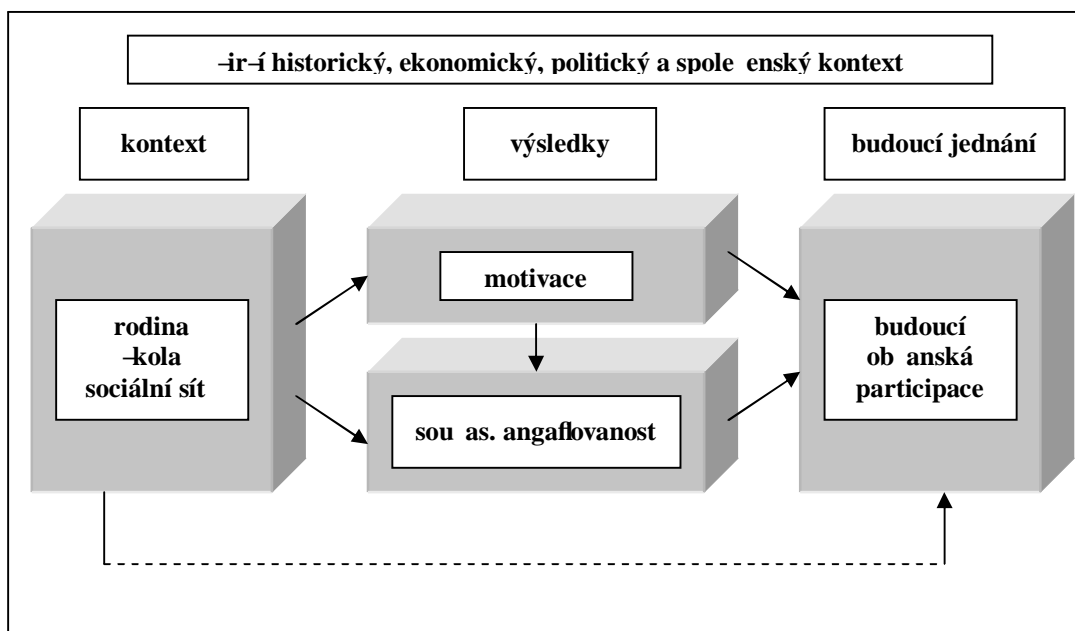 –ir–í historický, ekonomický, politický a spole enský kontext
kontext
výsledky
budoucí jednání
rodina
–kola
sociální sít
motivace
sou as. angaflovanost
budoucí
ob anská
participace